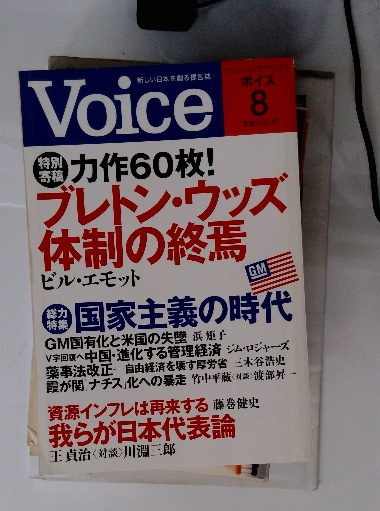 新しい日本を創る提言誌
Voice
ボイス
8
特別寄稿 力作60枚!
ブレトン・ウッズ
体制の終焉
ビル・エモット
GM
総力特集 国家主義の時代
GM国有化と米国の失墜 浜矩子
V字回復へ中国・進化する管理経済 ジム・ロジャーズ
薬事法改正―自由経済を壊す厚労省 三木谷浩史
霞が関「ナチス」化への暴走 竹中平蔵〈対談〉渡部昇一
資源インフレは再来する 藤巻健史
我らが日本代表論
王貞治〈対談〉川淵三郎